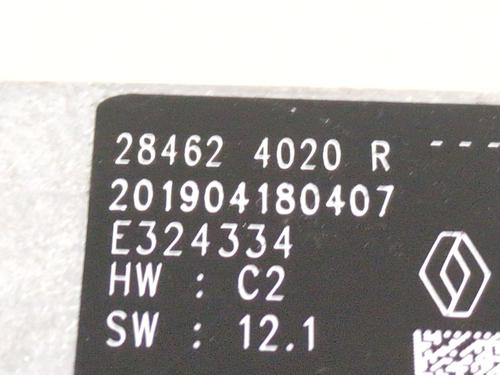 28462 4020 R ---
201904180407
E324334
HW : C2
SW : 12.1